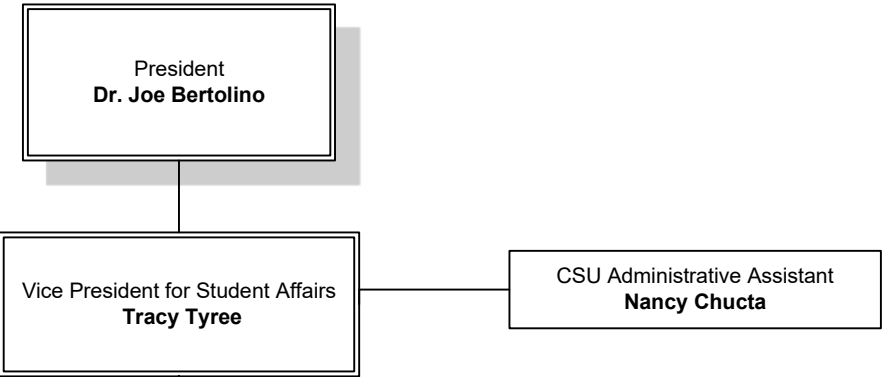 President
Dr. Joe Bertolino
Vice President for Student Affairs
Tracy Tyree
CSU Administrative Assistant
Nancy Chucta